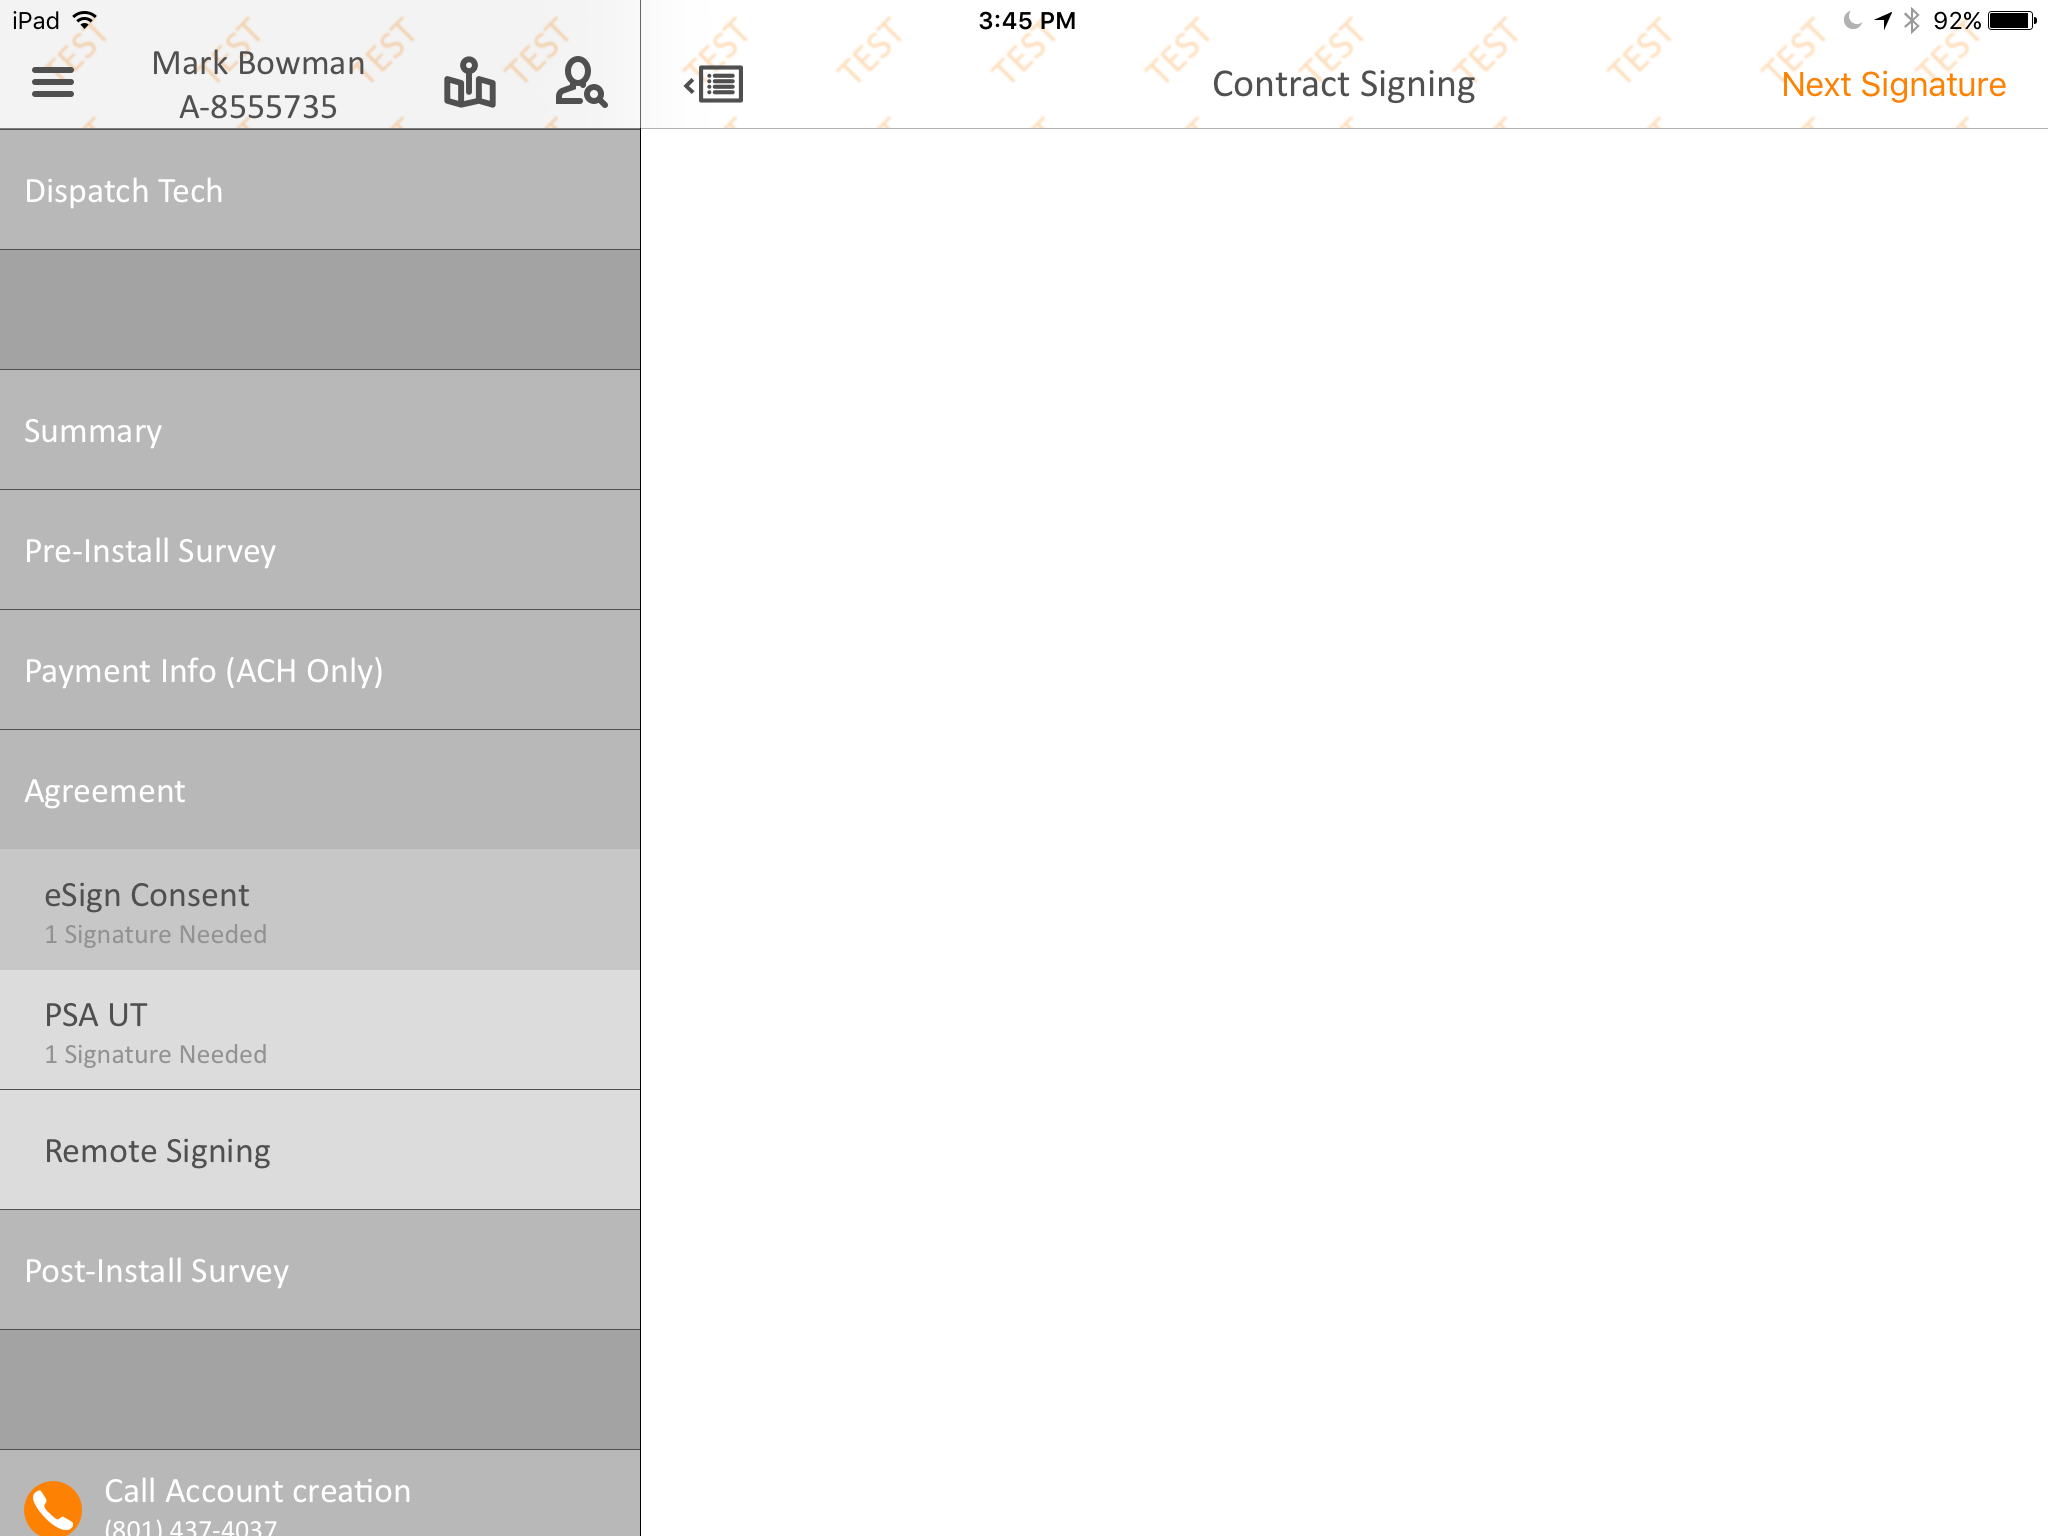 iPad 3:45 PM 92%
Mark Bowman
A-8555735
Contract Signing
Next Signature
TEST TEST TEST TEST TEST TEST TEST TEST TEST TEST TEST TEST TEST
Dispatch Tech
Summary
Pre-Install Survey
Payment Info (ACH Only)
Agreement
eSign Consent
1 Signature Needed
PSA UT
1 Signature Needed
Remote Signing
Post-Install Survey
Call Account creation
(801) 437-4037